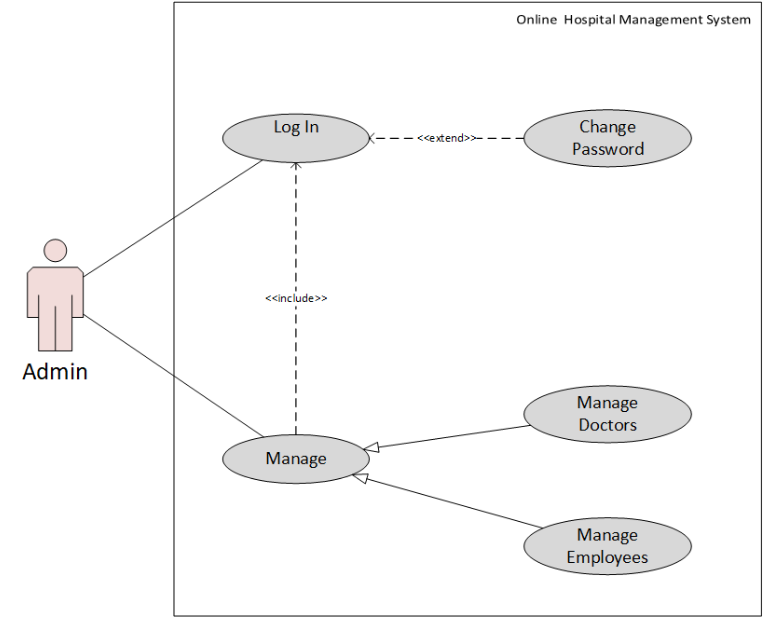 Online  Hospital Management System
Log In
<<extend>>
Change
Password
<<include>>
Admin
Manage
Doctors
Manage
Manage
Employees